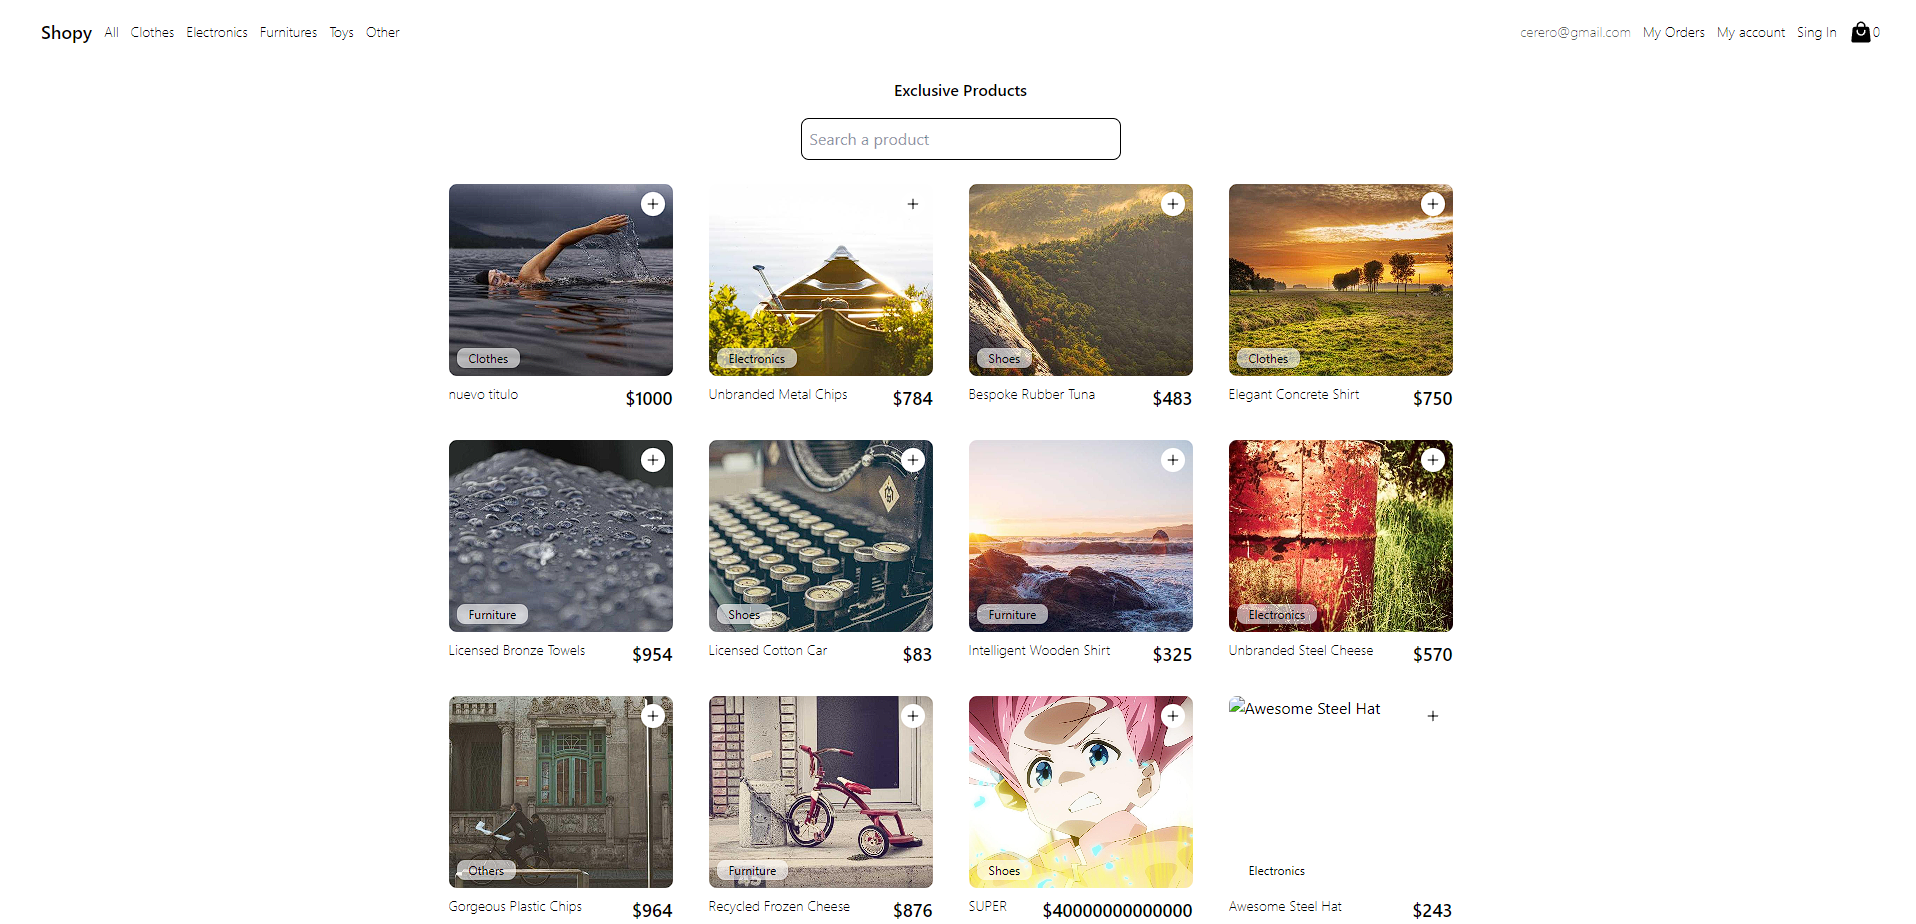 Shopy All Clothes Electronics Furnitures Toys Other cerero@gmail.com My Orders My account Sing In 0
Exclusive Products
Search a product
+ + + +
Clothes Electronics Shoes Clothes
nuevo titulo $1000 Unbranded Metal Chips $784 Bespoke Rubber Tuna $483 Elegant Concrete Shirt $750
+ + + +
Furniture Shoes Furniture Electronics
Licensed Bronze Towels $954 Licensed Cotton Car $83 Intelligent Wooden Shirt $325 Unbranded Steel Cheese $570
+ + + Awesome Steel Hat +
Others Furniture Shoes Electronics
Gorgeous Plastic Chips $964 Recycled Frozen Cheese $876 SUPER $40000000000000 Awesome Steel Hat $243